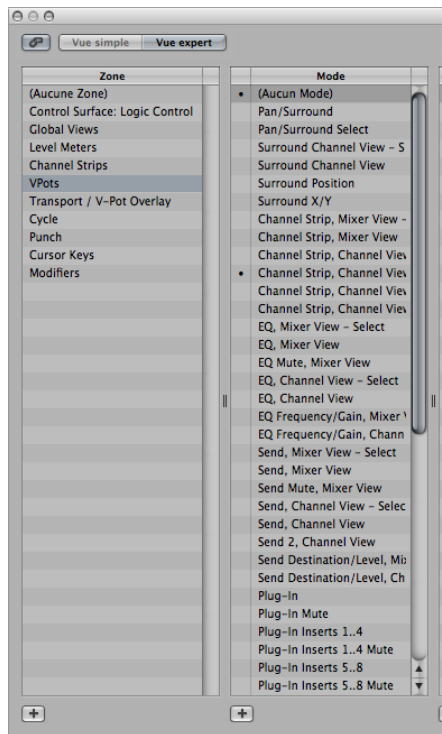 Vue simple Vue expert
Zone
(Aucune Zone)
Control Surface: Logic Control
Global Views
Level Meters
Channel Strips
VPots
Transport / V-Pot Overlay
Cycle
Punch
Cursor Keys
Modifiers
Mode
• (Aucun Mode)
Pan/Surround
Pan/Surround Select
Surround Channel View – S
Surround Channel View
Surround Position
Surround X/Y
Channel Strip, Mixer View –
Channel Strip, Mixer View
Channel Strip, Channel Viev
• Channel Strip, Channel Viev
Channel Strip, Channel Viev
Channel Strip, Channel Viev
EQ, Mixer View – Select
EQ, Mixer View
EQ Mute, Mixer View
EQ, Channel View – Select
EQ, Channel View
EQ Frequency/Gain, Mixer
EQ Frequency/Gain, Chann
Send, Mixer View – Select
Send, Mixer View
Send Mute, Mixer View
Send, Channel View – Selec
Send, Channel View
Send 2, Channel View
Send Destination/Level, Mi
Send Destination/Level, Ch
Plug-In
Plug-In Mute
Plug-In Inserts 1..4
Plug-In Inserts 1..4 Mute
Plug-In Inserts 5..8
Plug-In Inserts 5..8 Mute